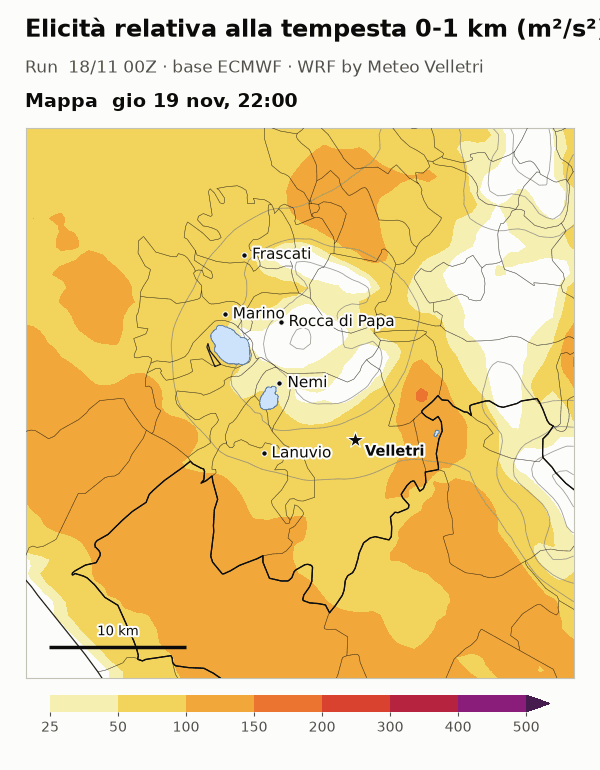 Elicità relativa alla tempesta 0-1 km (m²/s²)
Run 18/11 00Z · base ECMWF · WRF by Meteo Velletri
Mappa gio 19 nov, 22:00
Frascati
Marino
Rocca di Papa
Nemi
Velletri
Lanuvio
10 km
25 50 100 150 200 300 400 500